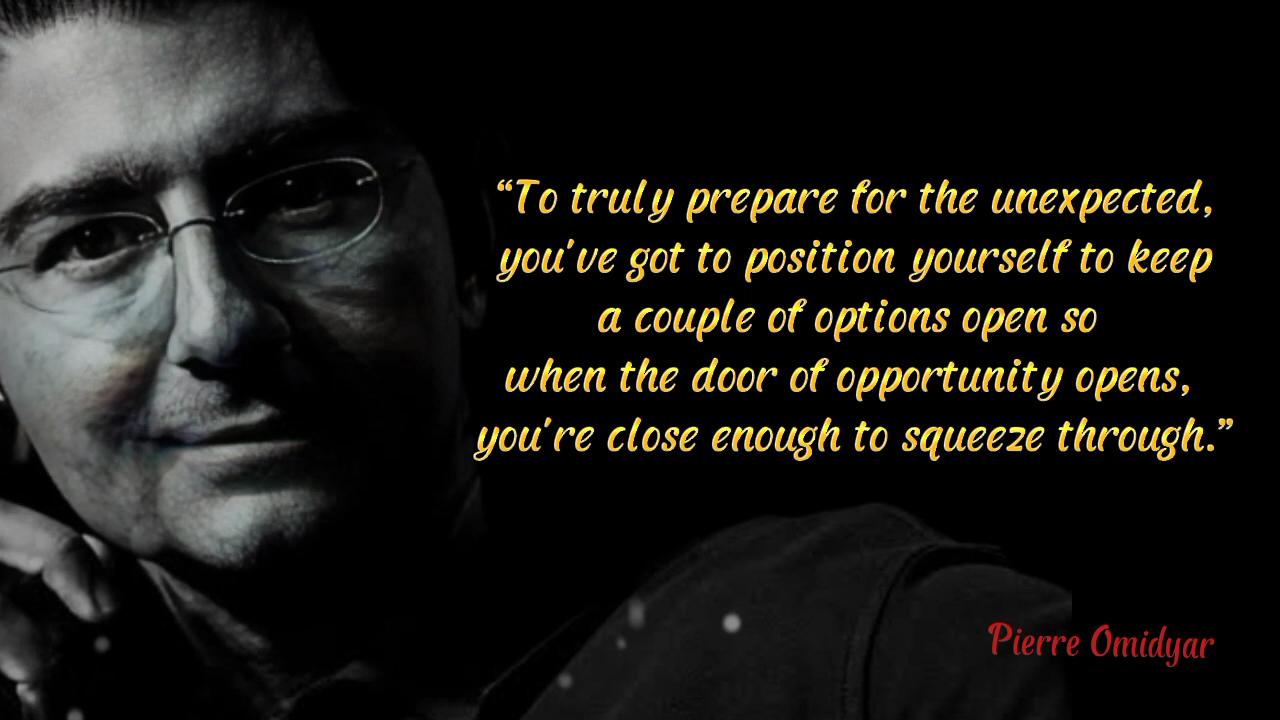 “To truly prepare for the unexpected,
you've got to position yourself to keep
a couple of options open so
when the door of opportunity opens,
you're close enough to squeeze through.”
Pierre Omidyar